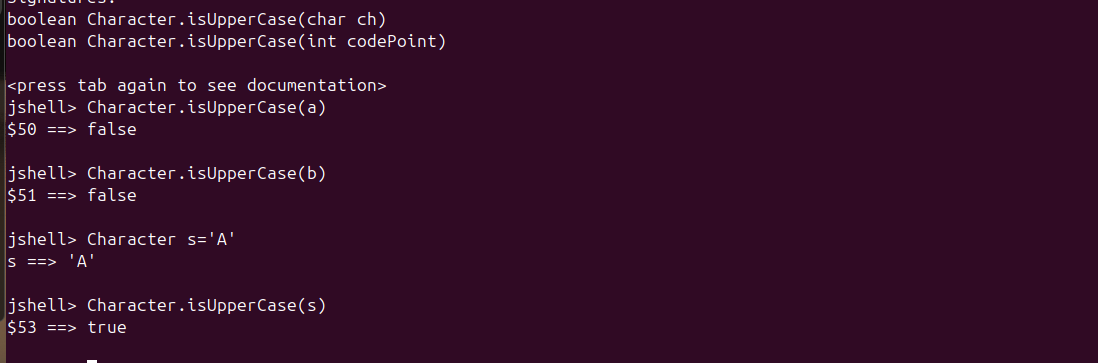 Signatures:
boolean Character.isUpperCase(char ch)
boolean Character.isUpperCase(int codePoint)
<press tab again to see documentation>
jshell> Character.isUpperCase(a)
$50 ==> false
jshell> Character.isUpperCase(b)
$51 ==> false
jshell> Character s='A'
s ==> 'A'
jshell> Character.isUpperCase(s)
$53 ==> true